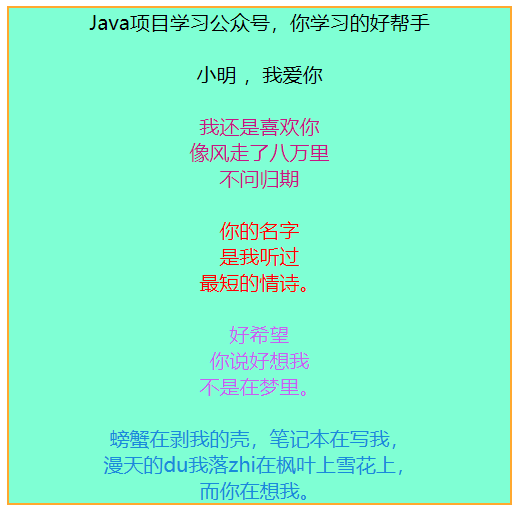 Java项目学习公众号，你学习的好帮手
小明 ，我爱你
我还是喜欢你
像风走了八万里
不问归期
你的名字
是我听过
最短的情诗。
好希望
你说好想我
不是在梦里。
螃蟹在剥我的壳，笔记本在写我，
漫天的du我落zhi在枫叶上雪花上，
而你在想我。